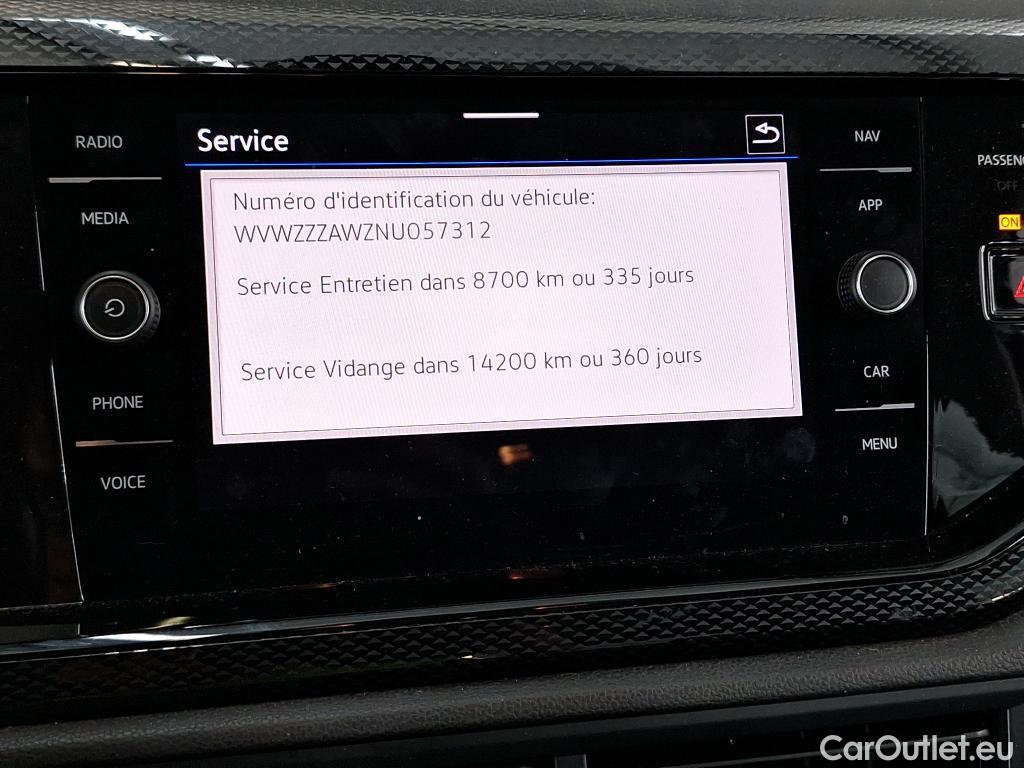 RADIO
MEDIA
PHONE
VOICE
Service
Numéro d'identification du véhicule:
WVWZZZAWZNU057312
Service Entretien dans 8700 km ou 335 jours
Service Vidange dans 14200 km ou 360 jours
NAV
APP
CAR
MENU
PASSENG
OFF
ON
CarOutlet.eu